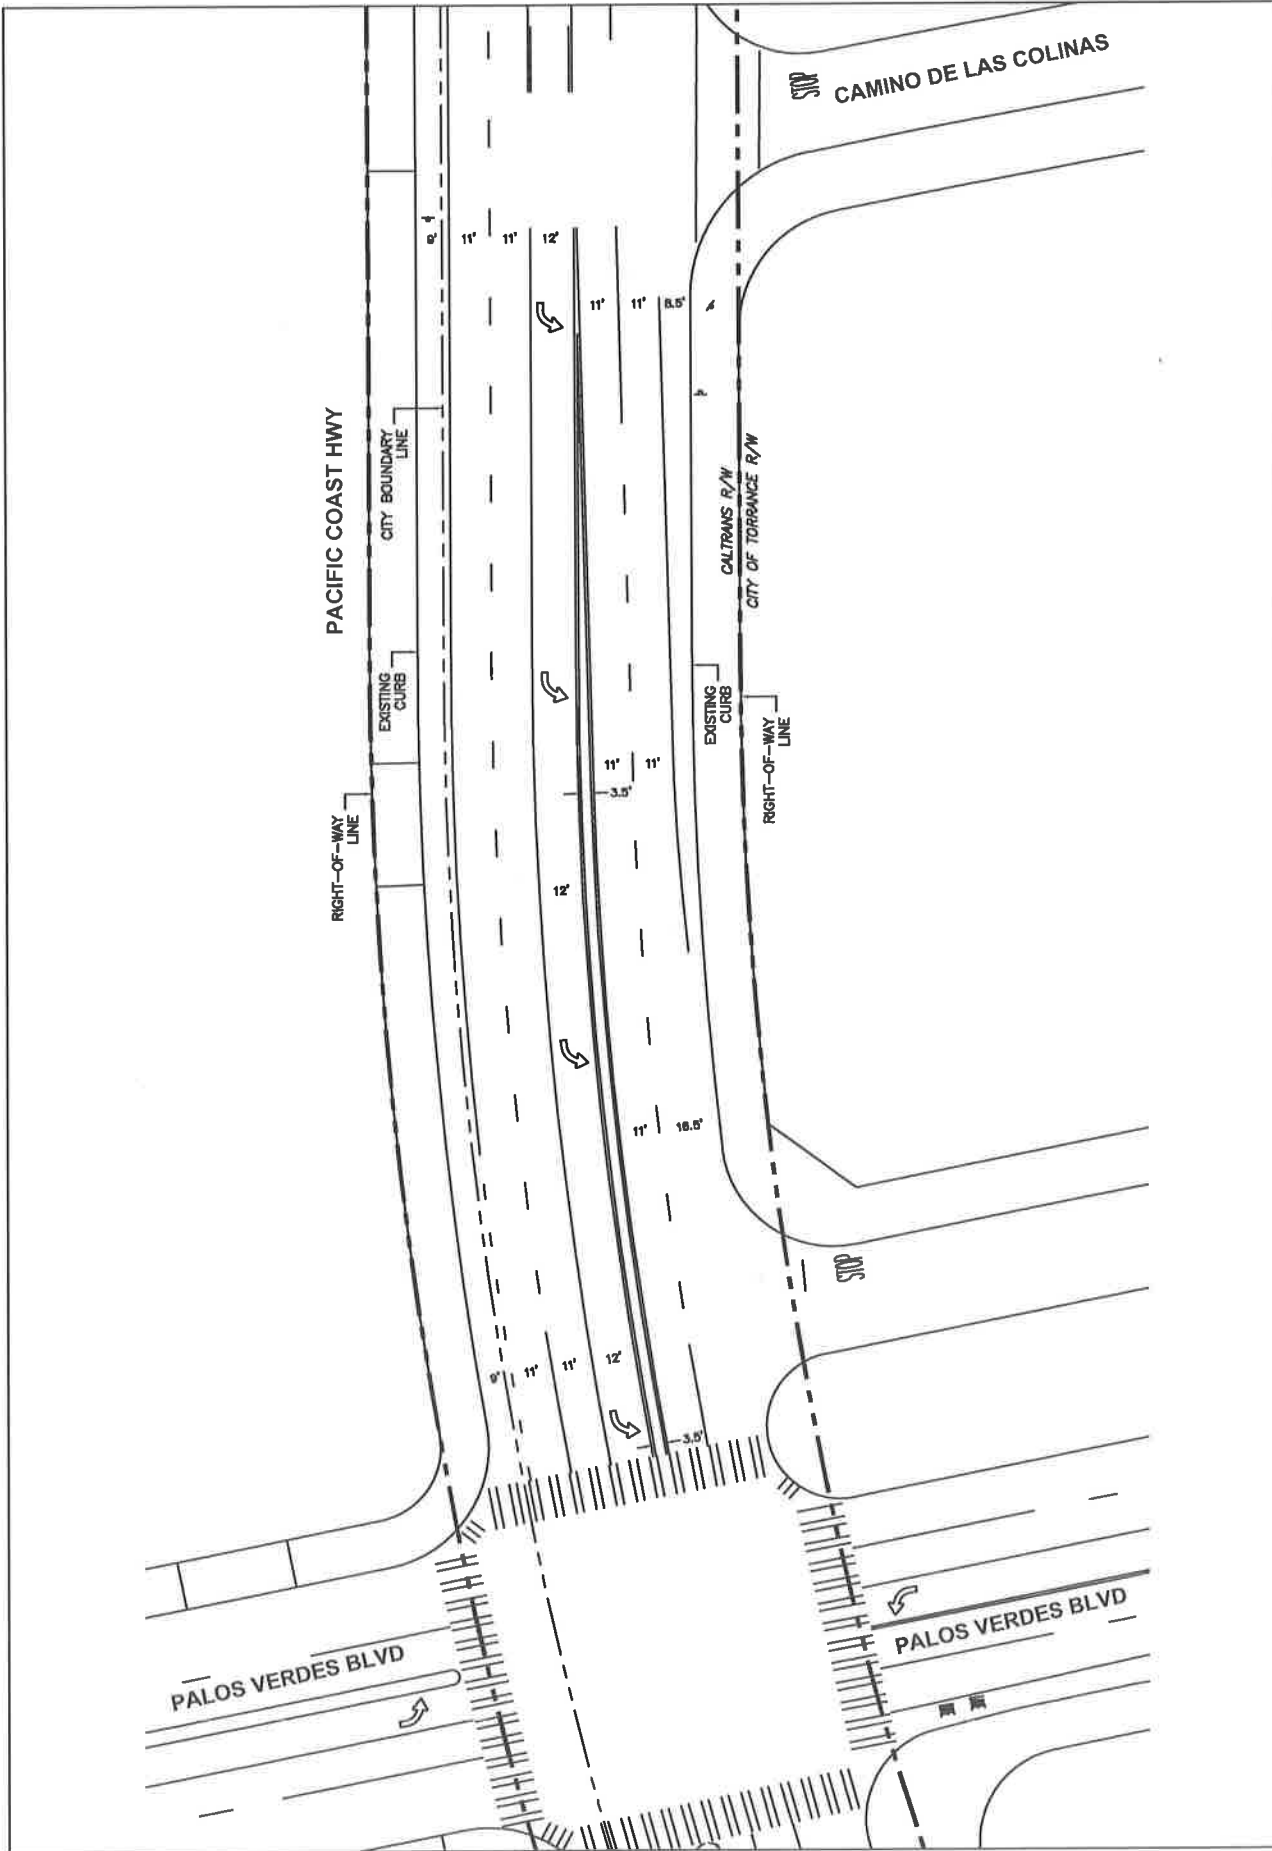 STOP
CAMINO DE LAS COLINAS
11'
11'
12'
11'
11'
8.5'
PACIFIC COAST HWY
CITY BOUNDARY
LINE
CALTRANS R/W
CITY OF TORRANCE R/W
EXISTING
CURB
EXISTING
CURB
RIGHT-OF-WAY
LINE
11'
11'
3.5'
RIGHT-OF-WAY
LINE
12'
11'
16.5'
STOP
9'
11'
11'
12'
3.5'
PALOS VERDES BLVD
PALOS VERDES BLVD